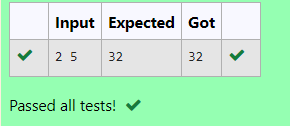 Input Expected Got
2 5 32 32
Passed all tests!